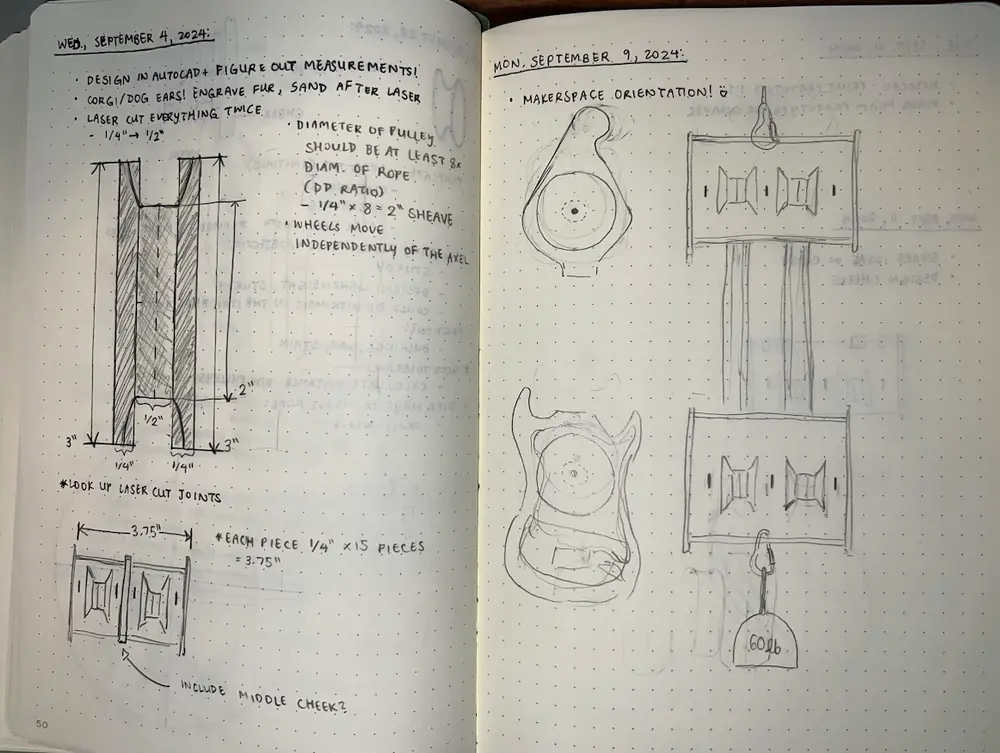 WED., SEPTEMBER 4, 2024:
• DESIGN IN AUTOCAD + FIGURE OUT MEASUREMENTS!
• CORGI/DOG EARS! ENGRAVE FUR, SAND AFTER LASER
• LASER CUT EVERYTHING TWICE
- 1/4" → 1/2"
• DIAMETER OF PULLEY
SHOULD BE AT LEAST 8x
DIAM. OF ROPE
(DD RATIO)
- 1/4" x 8 = 2" SHEAVE
• WHEELS MOVE
INDEPENDENTLY OF THE AXEL
2"
1/2"
3"
3"
1/4"
1/4"
*LOOK UP LASER CUT JOINTS
3.75"
*EACH PIECE 1/4" x 15 PIECES
= 3.75"
INCLUDE MIDDLE CHEEK?
50
MON. SEPTEMBER 9, 2024:
• MAKERSPACE ORIENTATION!
60lb